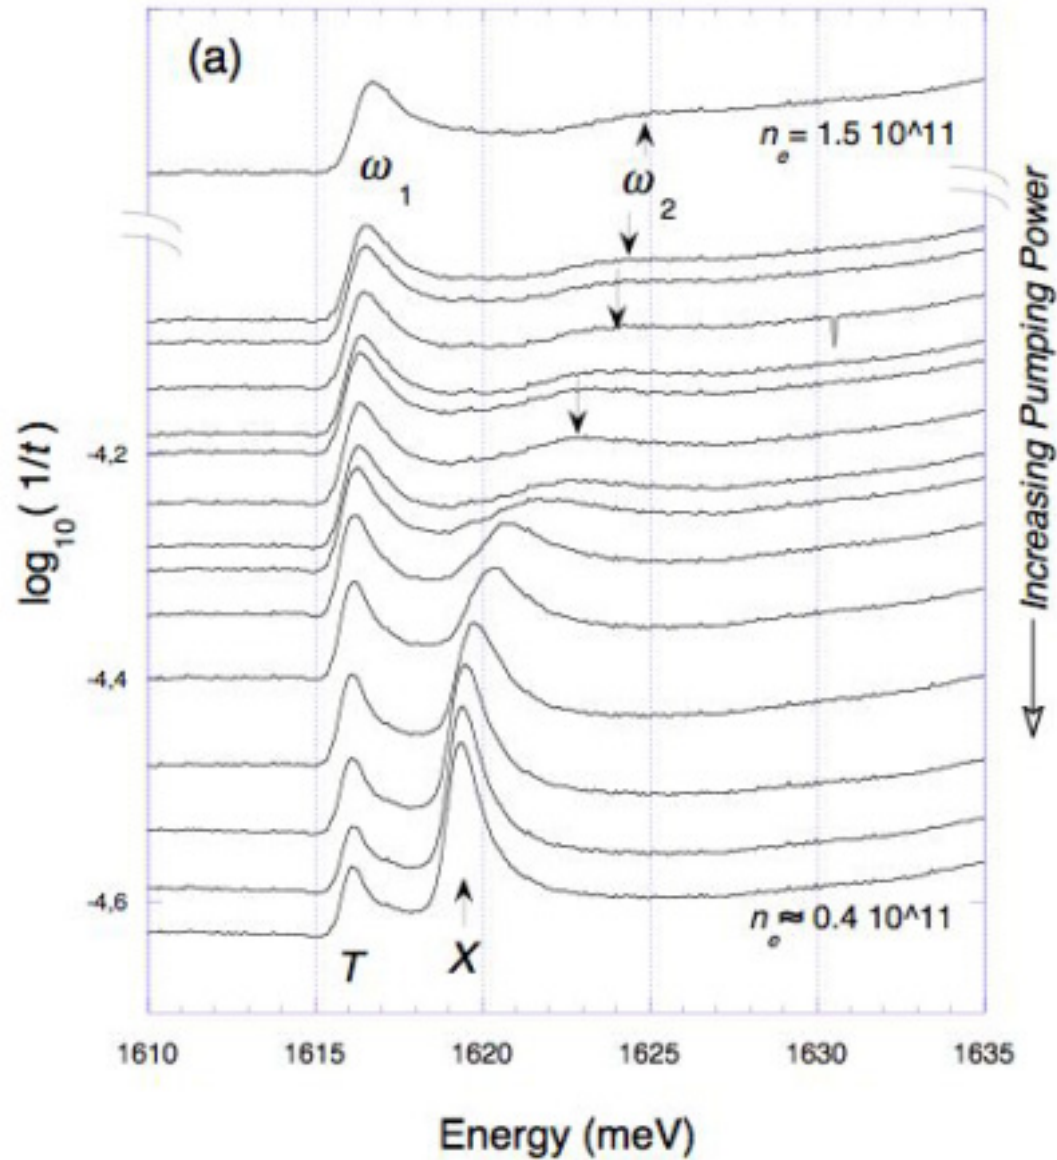 (a)
n_e = 1.5 10^11
ω_1
ω_2
Increasing Pumping Power
log_10 ( 1/t )
-4,2
-4,4
-4,6
n_e ≈ 0.4 10^11
T
X
1610 1615 1620 1625 1630 1635
Energy (meV)